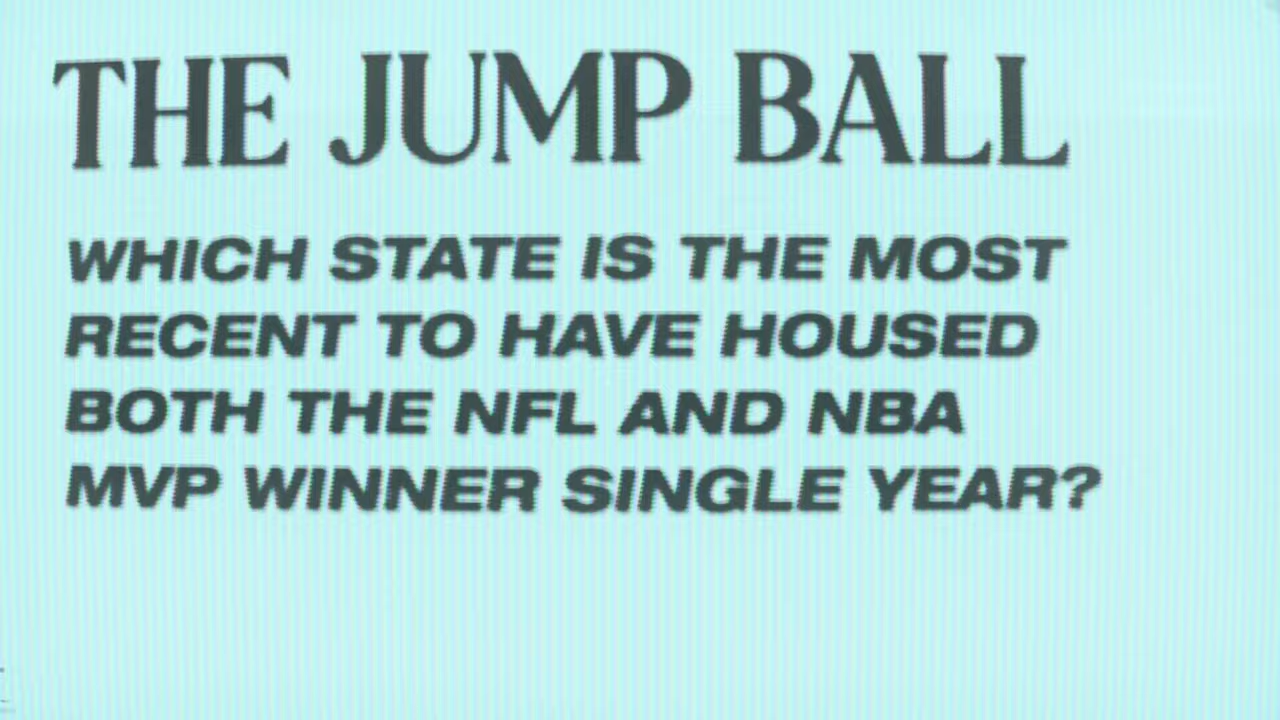 THE JUMP BALL
WHICH STATE IS THE MOST
RECENT TO HAVE HOUSED
BOTH THE NFL AND NBA
MVP WINNER SINGLE YEAR?